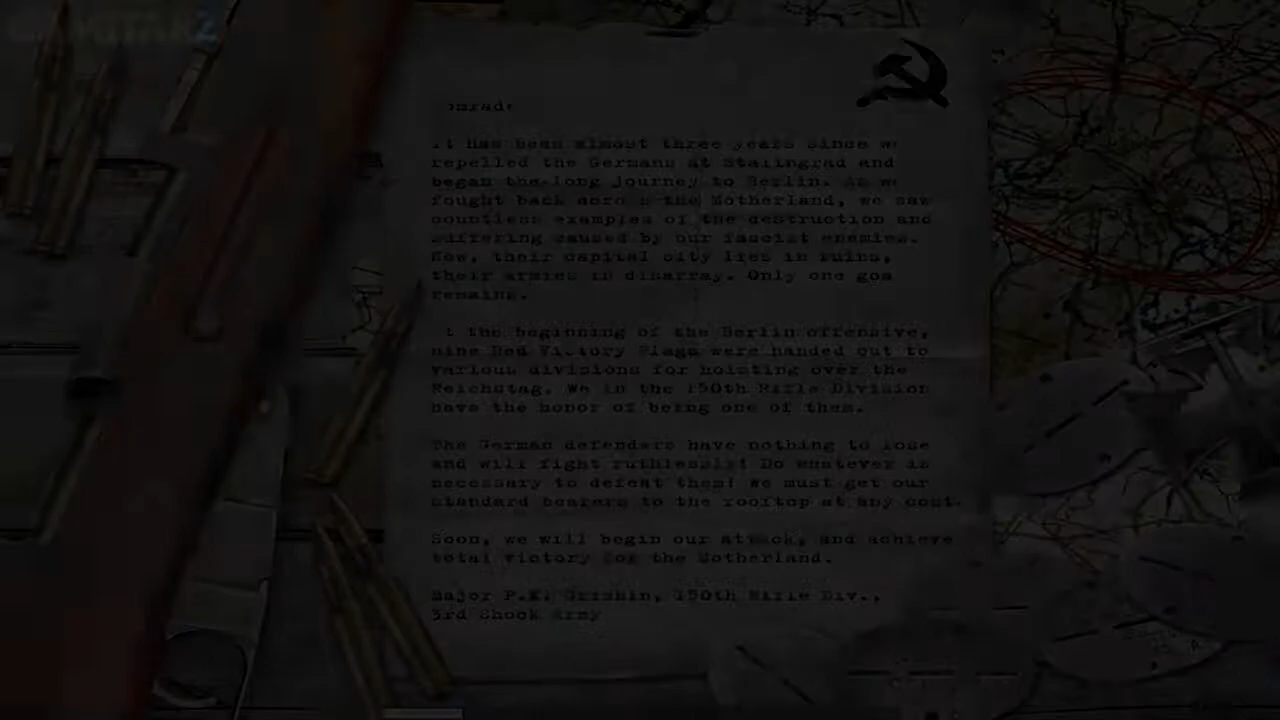 omrade
It has been almost three years since we
repelled the Germans at Stalingrad and
began the long journey to Berlin. As we
fought back across the Motherland, we saw
countless examples of the destruction and
suffering caused by our fascist enemies.
Now, their capital city lies in ruins,
their armies in disarray. Only one goa
remains.
t the beginning of the Berlin offensive,
nine Red Victory Flags were handed out to
various divisions for hoisting over the
Reichstag. We in the 150th Rifle Division
have the honor of being one of them.
The German defenders have nothing to lose
and will fight ruthlessly! Do whatever is
necessary to defeat them! We must get our
standard bearers to the rooftop at any cost.
Soon, we will begin our attack, and achieve
total victory for the Motherland.
Major P.K. Grishin, 150th Rifle Div.,
3rd Shock Army